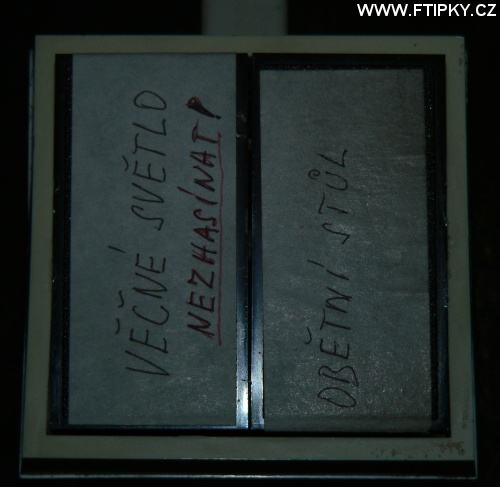 WWW.FTIPKY.CZ
VĚČNÉ SVĚTLO
NEZHASÍNAT!
OBĚTNÍ STŮL